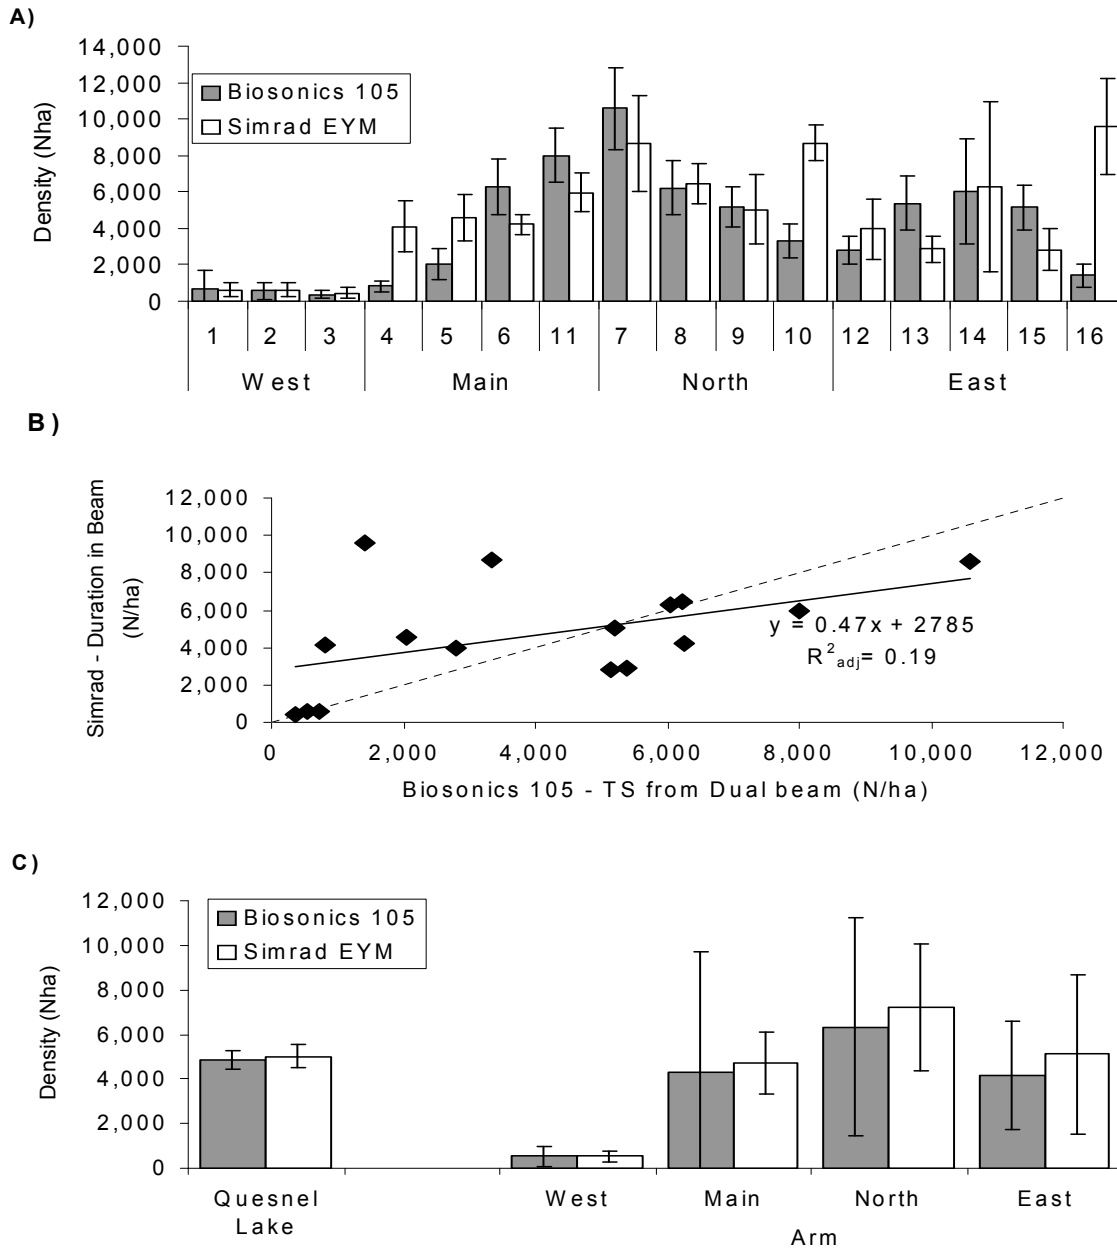 A)
14,000
12,000
10,000
8,000
6,000
4,000
2,000
0
Density (Nha)
Biosonics 105
Simrad EYM
1 2 3 4 5 6 11 7 8 9 10 12 13 14 15 16
West Main North East
B)
12,000
10,000
8,000
6,000
4,000
2,000
0
Simrad - Duration in Beam
(N/ha)
y = 0.47x + 2785
R²adj= 0.19
0 2,000 4,000 6,000 8,000 10,000 12,000
Biosonics 105 - TS from Dual beam (N/ha)
C)
12,000
10,000
8,000
6,000
4,000
2,000
0
Density (Nha)
Biosonics 105
Simrad EYM
Quesnel West Main North East
Lake
Arm